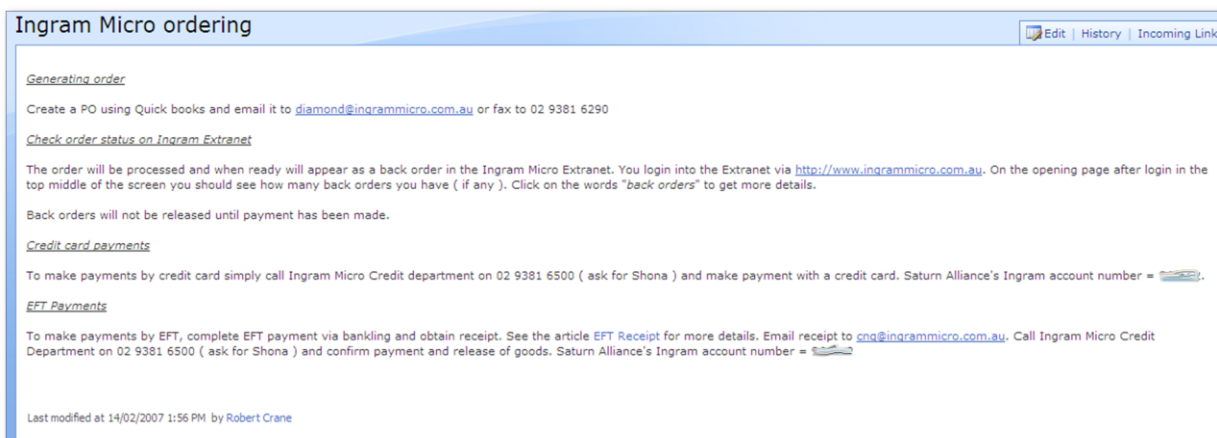 Ingram Micro ordering
Edit | History | Incoming Link
Generating order
Create a PO using Quick books and email it to diamond@ingrammicro.com.au or fax to 02 9381 6290
Check order status on Ingram Extranet
The order will be processed and when ready will appear as a back order in the Ingram Micro Extranet. You login into the Extranet via http://www.ingrammicro.com.au. On the opening page after login in the
top middle of the screen you should see how many back orders you have ( if any ). Click on the words "back orders" to get more details.
Back orders will not be released until payment has been made.
Credit card payments
To make payments by credit card simply call Ingram Micro Credit department on 02 9381 6500 ( ask for Shona ) and make payment with a credit card. Saturn Alliance's Ingram account number = .
EFT Payments
To make payments by EFT, complete EFT payment via bankling and obtain receipt. See the article EFT Receipt for more details. Email receipt to cng@ingrammicro.com.au. Call Ingram Micro Credit
Department on 02 9381 6500 ( ask for Shona ) and confirm payment and release of goods. Saturn Alliance's Ingram account number =
Last modified at 14/02/2007 1:56 PM by Robert Crane